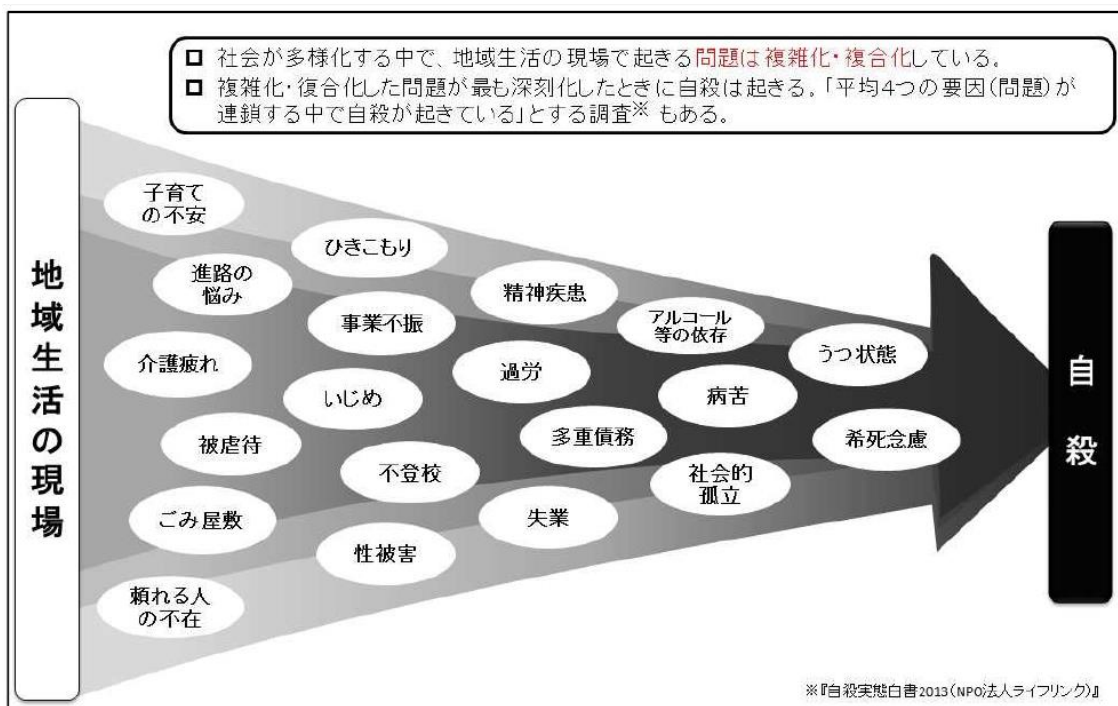 □ 社会が多様化する中で、地域生活の現場で起きる問題は複雑化・複合化している。
□ 複雑化・復合化した問題が最も深刻化したときに自殺は起きる。「平均4つの要因(問題)が
連鎖する中で自殺が起きている」とする調査※ もある。
地域生活の現場
子育て
の不安
進路の
悩み
介護疲れ
被虐待
ごみ屋敷
頼れる人
の不在
ひきこもり
事業不振
いじめ
不登校
性被害
精神疾患
過労
多重債務
失業
アルコール
等の依存
病苦
社会的
孤立
うつ状態
希死念慮
自殺
※『自殺実態白書2013(NPO法人ライフリンク)』